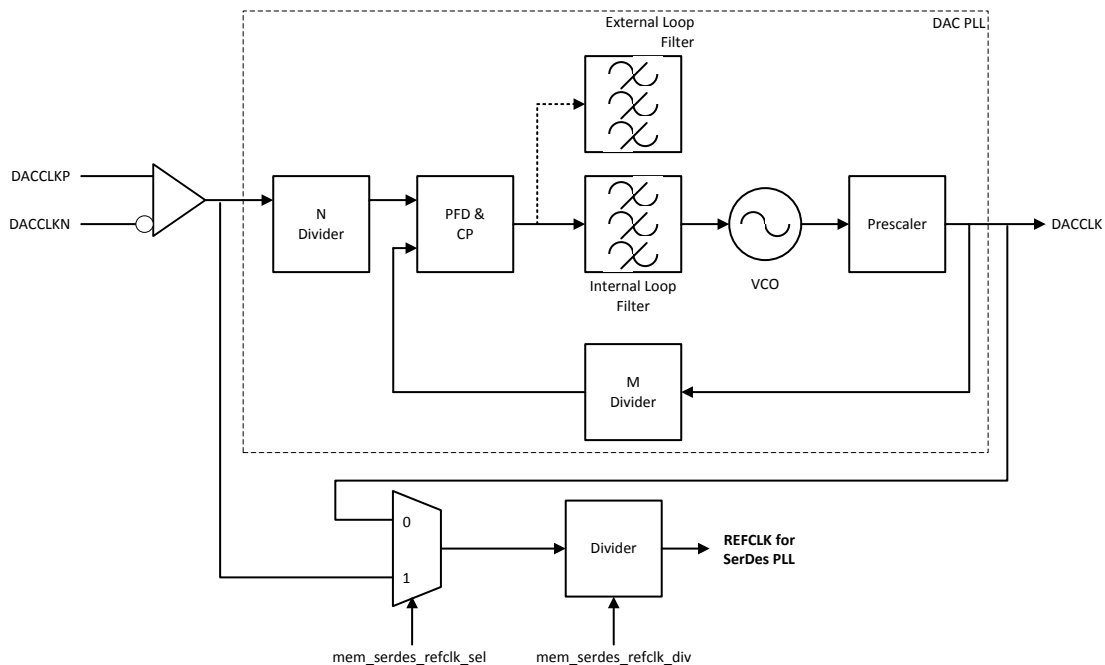 External Loop
Filter
DAC PLL
DACCLKP
DACCLKN
N
Divider
PFD &
CP
Internal Loop
Filter
VCO
Prescaler
DACCLK
M
Divider
0
1
Divider
REFCLK for
SerDes PLL
mem_serdes_refclk_sel
mem_serdes_refclk_div